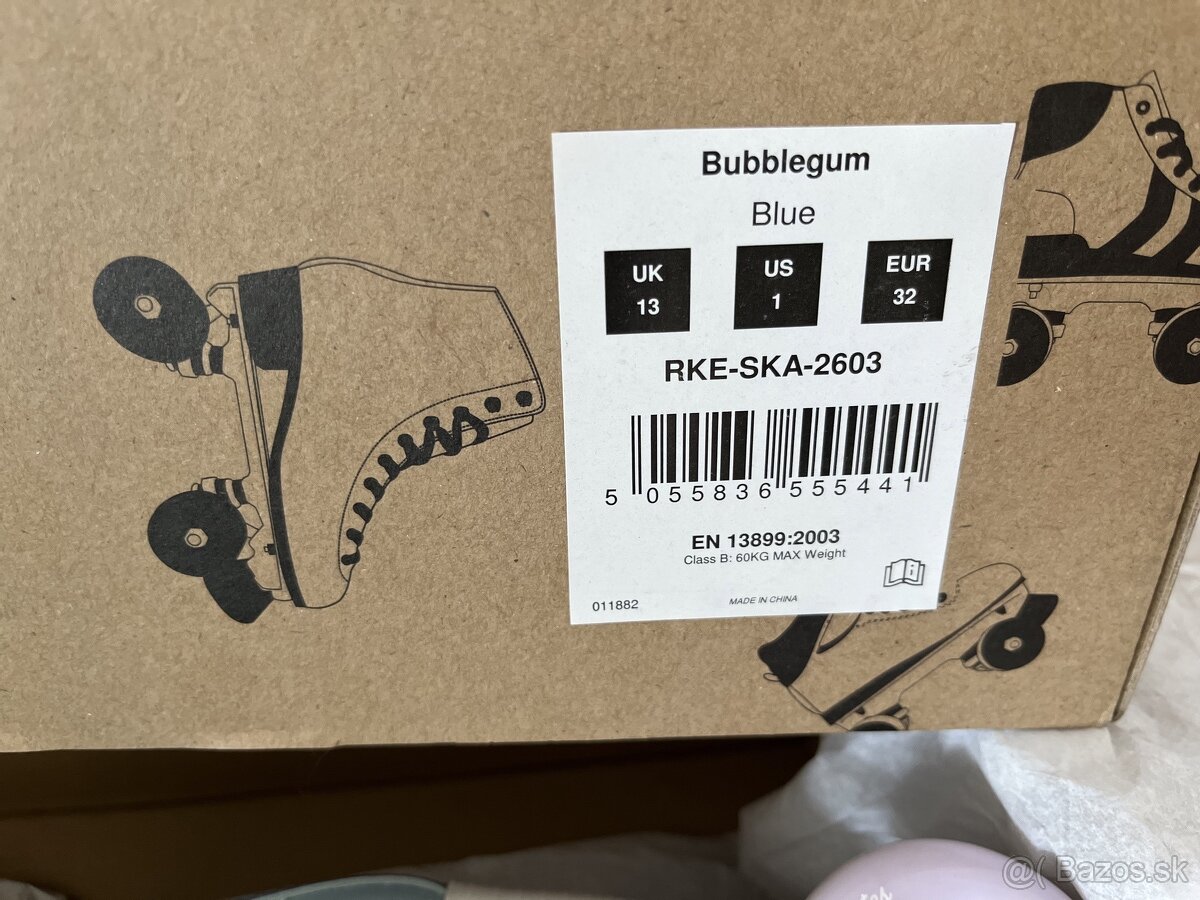 Bubblegum
Blue
UK US EUR
13 1 32
RKE-SKA-2603
5 055836 555441
EN 13899:2003
Class B: 60KG MAX Weight
011882 MADE IN CHINA
@( Bazos.sk